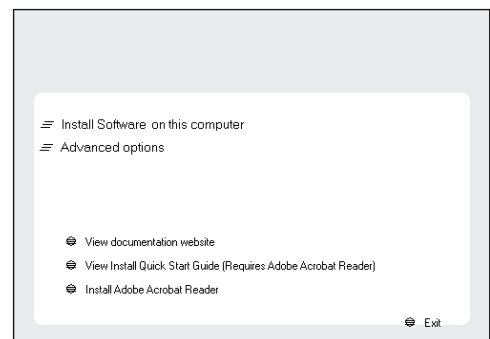 Install Software on this computer
Advanced options
View documentation website
View Install Quick Start Guide (Requires Adobe Acrobat Reader)
Install Adobe Acrobat Reader
Exit